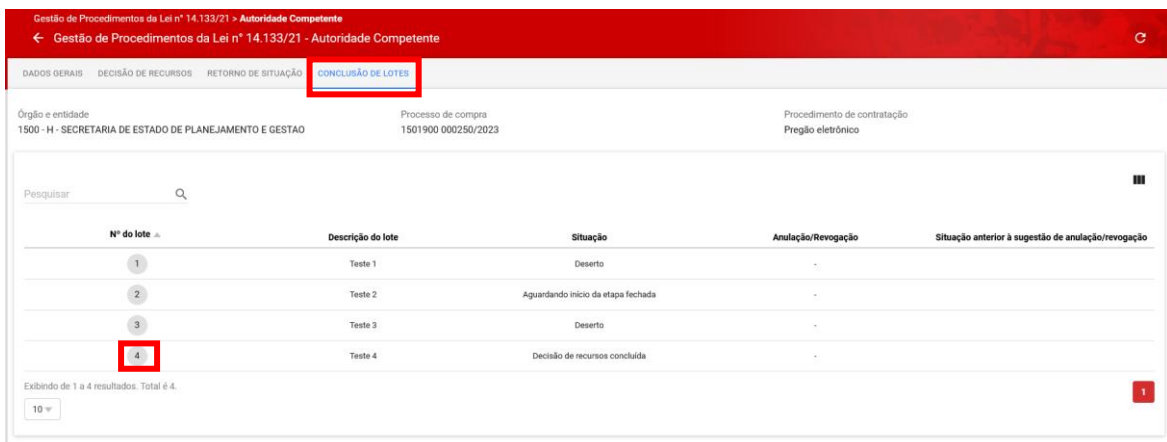 Gestão de Procedimentos da Lei n° 14.133/21 > Autoridade Competente
← Gestão de Procedimentos da Lei n° 14.133/21 - Autoridade Competente
DADOS GERAIS DECISÃO DE RECURSOS RETORNO DE SITUAÇÃO CONCLUSÃO DE LOTES
Órgão e entidade Processo de compra Procedimento de contratação
1500 - H - SECRETARIA DE ESTADO DE PLANEJAMENTO E GESTAO 1501900 000250/2023 Pregão eletrônico
Pesquisar
Nº do lote Descrição do lote Situação Anulação/Revogação Situação anterior à sugestão de anulação/revogação
1 Teste 1 Deserto -
2 Teste 2 Aguardando início da etapa fechada -
3 Teste 3 Deserto -
4 Teste 4 Decisão de recursos concluída -
Exibindo de 1 a 4 resultados. Total é 4.
1
10